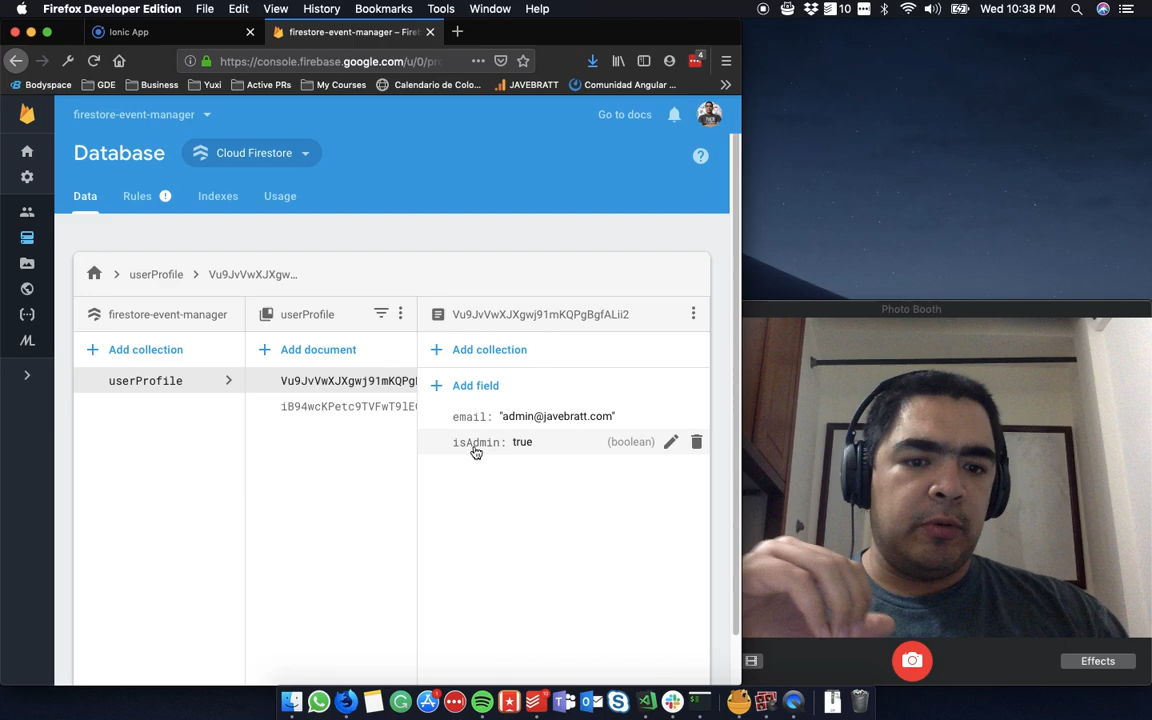 Firefox Developer Edition File Edit View History Bookmarks Tools Window Help 10 Wed 10:38 PM
Ionic App firestore-event-manager – Fire
https://console.firebase.google.com/u/0/pro 4
Bodyspace GDE Business Yuxi Active PRs My Courses Calendario de Colo... JAVEBRATT Comunidad Angular ...
firestore-event-manager Go to docs
Database Cloud Firestore
Data Rules Indexes Usage
userProfile Vu9JvVwXJXgw...
firestore-event-manager userProfile Vu9JvVwXJXgwj91mKQPgBgfALii2
Add collection Add document Add collection
userProfile Vu9JvVwXJXgwj91mKQPg
Add field
iB94wcKPetc9TVFwT9lE
email: "admin@javebratt.com"
isAdmin: true (boolean)
Photo Booth
Effects